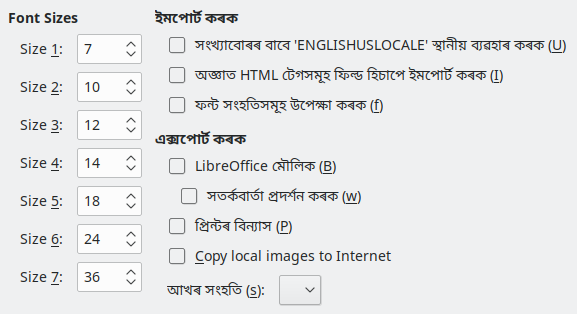 Font Sizes
Size 1: 7
Size 2: 10
Size 3: 12
Size 4: 14
Size 5: 18
Size 6: 24
Size 7: 36
ইমপোৰ্ট কৰক
সংখ্যাবোৰৰ বাবে 'ENGLISHUSLOCALE' স্থানীয় ব্যৱহাৰ কৰক (U)
অজ্ঞাত HTML টেগসমূহ ফিল্ড হিচাপে ইমপোৰ্ট কৰক (I)
ফন্ট সংহতিসমূহ উপেক্ষা কৰক (f)
এক্সপোৰ্ট কৰক
LibreOffice মৌলিক (B)
সতৰ্কবাৰ্তা প্ৰদৰ্শন কৰক (w)
প্ৰিন্টৰ বিন্যাস (P)
Copy local images to Internet
আখৰ সংহতি (s):